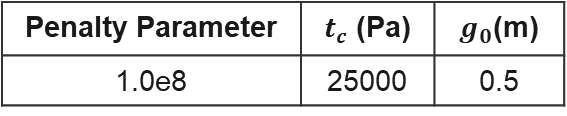 Penalty Parameter t_c (Pa) g_0(m)
1.0e8 25000 0.5